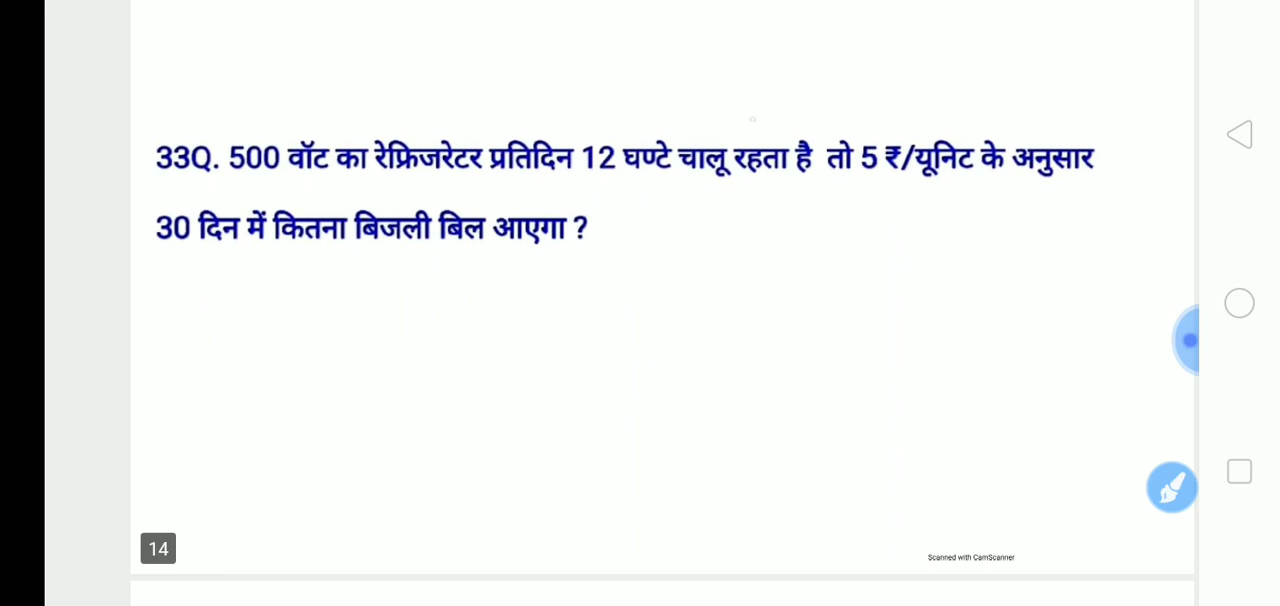 33Q. 500 वॉट का रेफ्रिजरेटर प्रतिदिन 12 घण्टे चालू रहता है तो 5 ₹/यूनिट के अनुसार
30 दिन में कितना बिजली बिल आएगा ?
14
Scanned with CamScanner